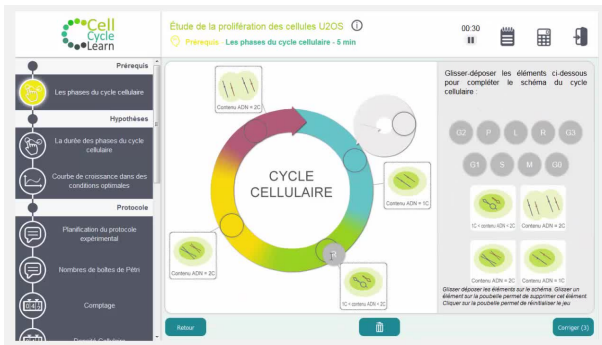 Cell
Cycle
Learn
Étude de la prolifération des cellules U2OS
Prérequis - Les phases du cycle cellulaire - 5 min
00:30
Prérequis
Les phases du cycle cellulaire
Hypothèses
La durée des phases du cycle
cellulaire
Courbe de croissance dans des
conditions optimales
Protocole
Planification du protocole
expérimental
Nombres de boîtes de Pétri
Comptage
Densité Cellulaire
Contenu ADN = 2C
CYCLE
CELLULAIRE
Contenu ADN = 1C
Contenu ADN = 2C
1C < contenu ADN < 2C
Glisser-déposer les éléments ci-dessous
pour compléter le schéma du cycle
cellulaire :
G2 P L R G3
G1 S M G0
1C < contenu ADN < 2C
Contenu ADN = 2C
Contenu ADN = 2C
Contenu ADN = 1C
Glisser déposer les éléments sur le schéma. Glisser un
élément sur la poubelle permet de supprimer cet élément.
Cliquer sur la poubelle permet de réinitialiser le jeu.
Retour
Corriger (3)